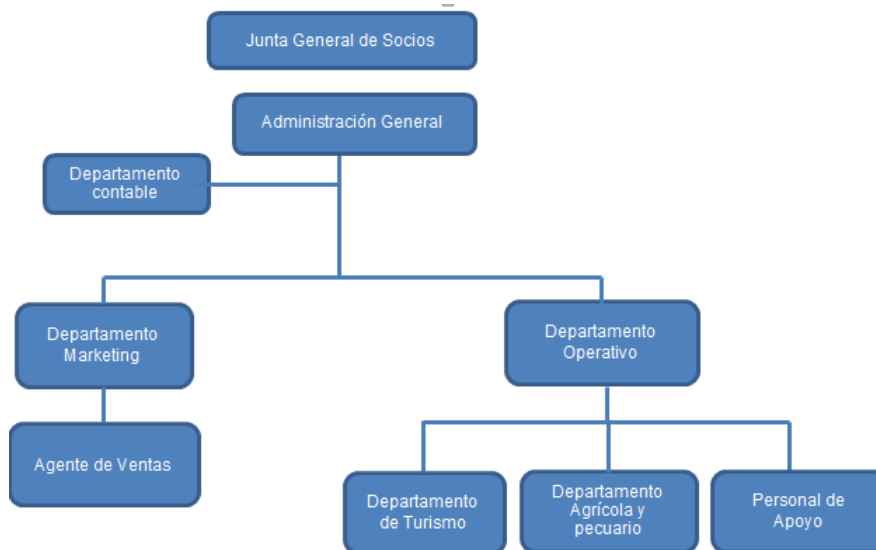 Junta General de Socios
Administración General
Departamento
contable
Departamento
Marketing
Departamento
Operativo
Agente de Ventas
Departamento
de Turismo
Departamento
Agrícola y
pecuario
Personal de
Apoyo